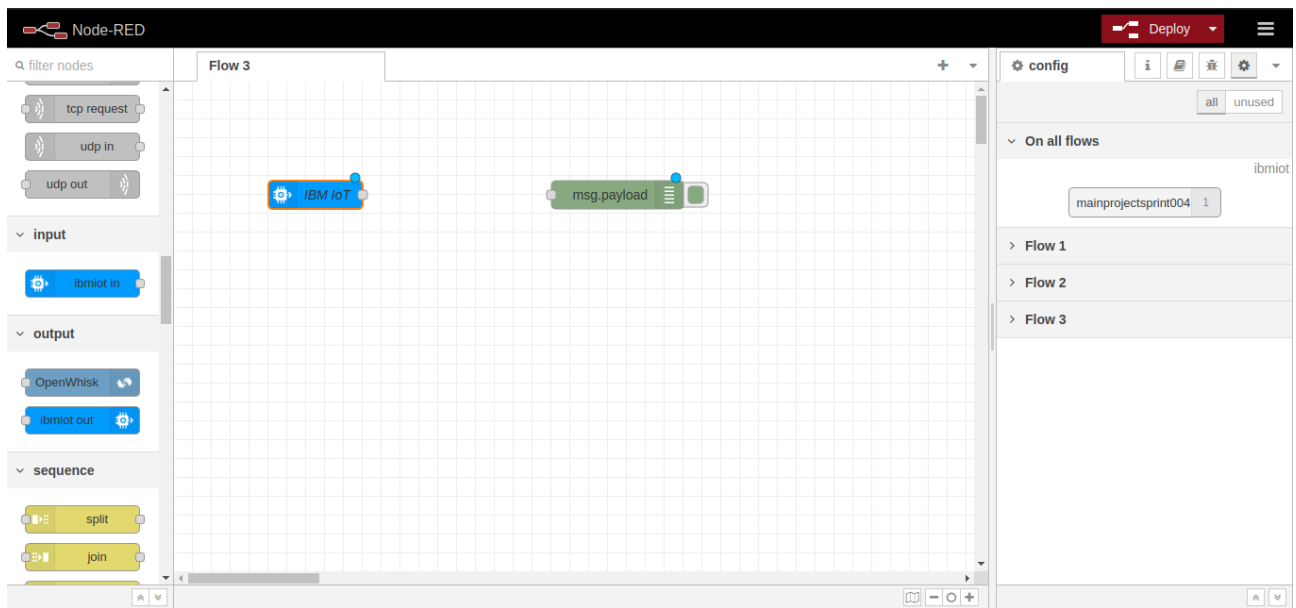 Node-RED
Deploy
filter nodes
Flow 3
config
i
all unused
tcp request
udp in
udp out
input
ibmiot in
output
OpenWhisk
ibmiot out
sequence
split
join
IBM IoT
msg.payload
On all flows
ibmiot
mainprojectsprint004 1
Flow 1
Flow 2
Flow 3